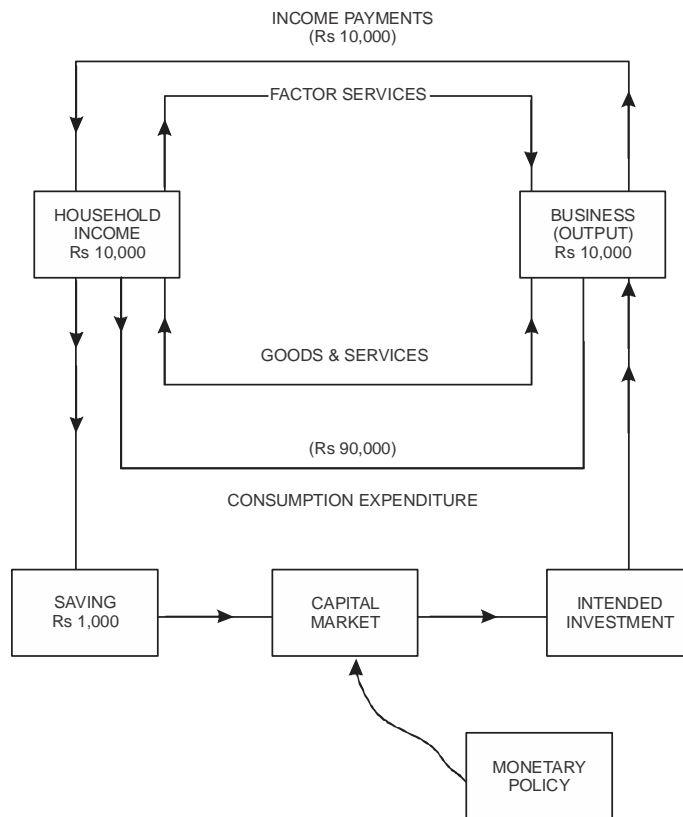 INCOME PAYMENTS
(Rs 10,000)
FACTOR SERVICES
HOUSEHOLD
INCOME
Rs 10,000
BUSINESS
(OUTPUT)
Rs 10,000
GOODS & SERVICES
(Rs 90,000)
CONSUMPTION EXPENDITURE
SAVING
Rs 1,000
CAPITAL
MARKET
INTENDED
INVESTMENT
MONETARY
POLICY